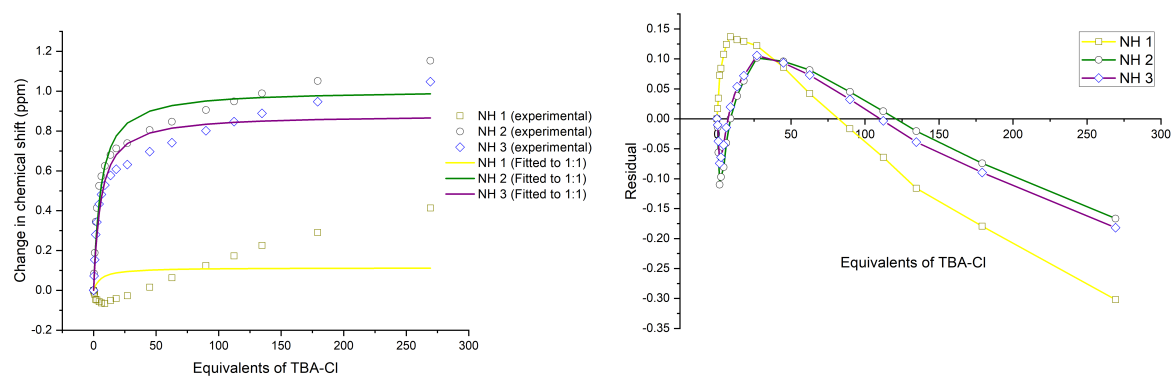 Change in chemical shift (ppm)
1.2
1.0
0.8
0.6
0.4
0.2
0.0
-0.2
0
50
100
150
200
250
300
Equivalents of TBA-Cl
NH 1 (experimental)
NH 2 (experimental)
NH 3 (experimental)
NH 1 (Fitted to 1:1)
NH 2 (Fitted to 1:1)
NH 3 (Fitted to 1:1)
Residual
0.15
0.10
0.05
0.00
-0.05
-0.10
-0.15
-0.20
-0.25
-0.30
-0.35
0
50
100
150
200
250
300
Equivalents of TBA-Cl
NH 1
NH 2
NH 3